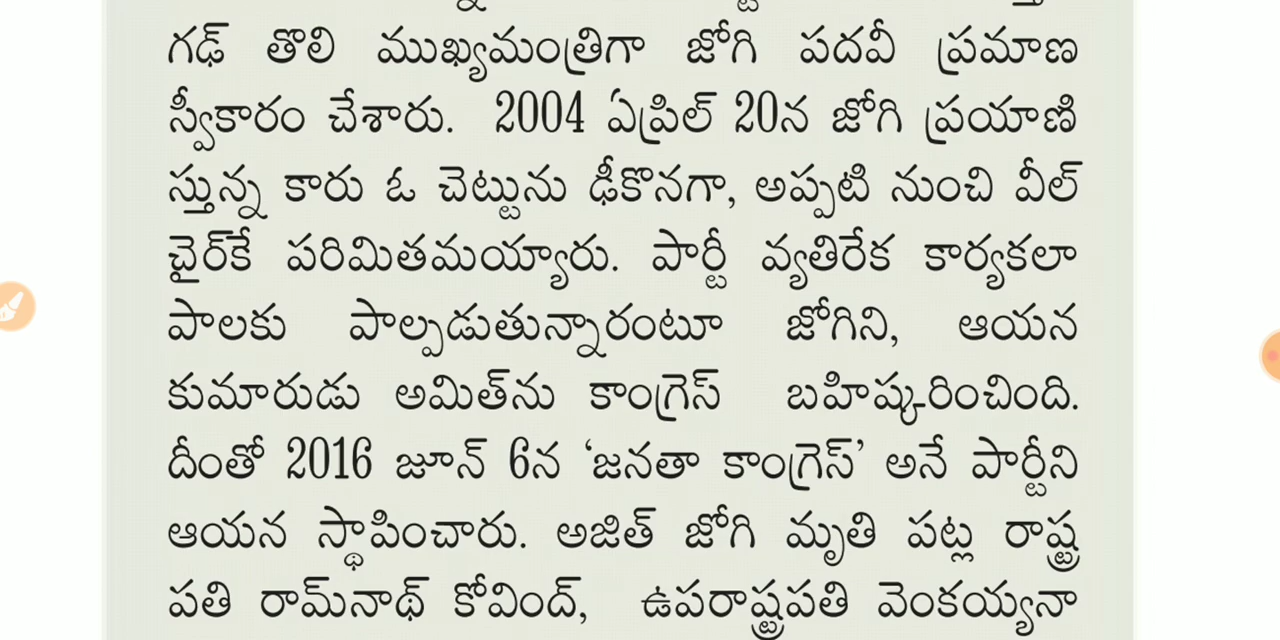 గఢ్ తొలి ముఖ్యమంత్రిగా జోగి పదవీ ప్రమాణ
స్వీకారం చేశారు. 2004 ఏప్రిల్ 20న జోగి ప్రయాణి
స్తున్న కారు ఓ చెట్టును ఢీకొనగా, అప్పటి నుంచి వీల్
చైర్‌కే పరిమితమయ్యారు. పార్టీ వ్యతిరేక కార్యకలా
పాలకు పాల్పడుతున్నారంటూ జోగిని, ఆయన
కుమారుడు అమిత్‌ను కాంగ్రెస్ బహిష్కరించింది.
దీంతో 2016 జూన్ 6న ‘జనతా కాంగ్రెస్’ అనే పార్టీని
ఆయన స్థాపించారు. అజిత్ జోగి మృతి పట్ల రాష్ట్ర
పతి రామ్‌నాథ్ కోవింద్, ఉపరాష్ట్రపతి వెంకయ్యనా